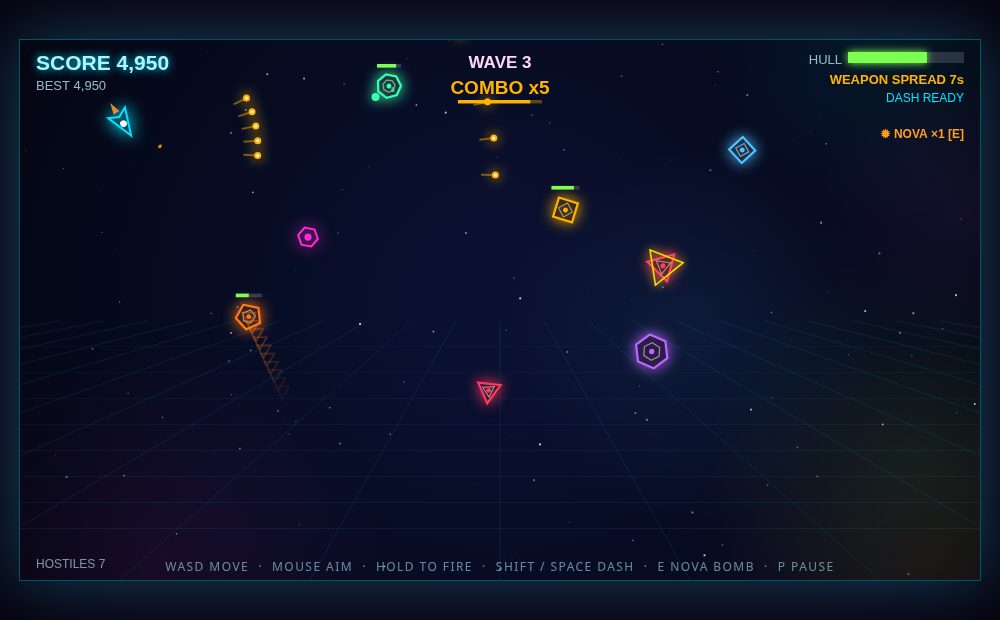 SCORE 4,950
BEST 4,950
WAVE 3
COMBO x5
HULL
WEAPON SPREAD 7s
DASH READY
✹ NOVA ×1 [E]
HOSTILES 7
WASD MOVE · MOUSE AIM · HOLD TO FIRE · SHIFT / SPACE DASH · E NOVA BOMB · P PAUSE